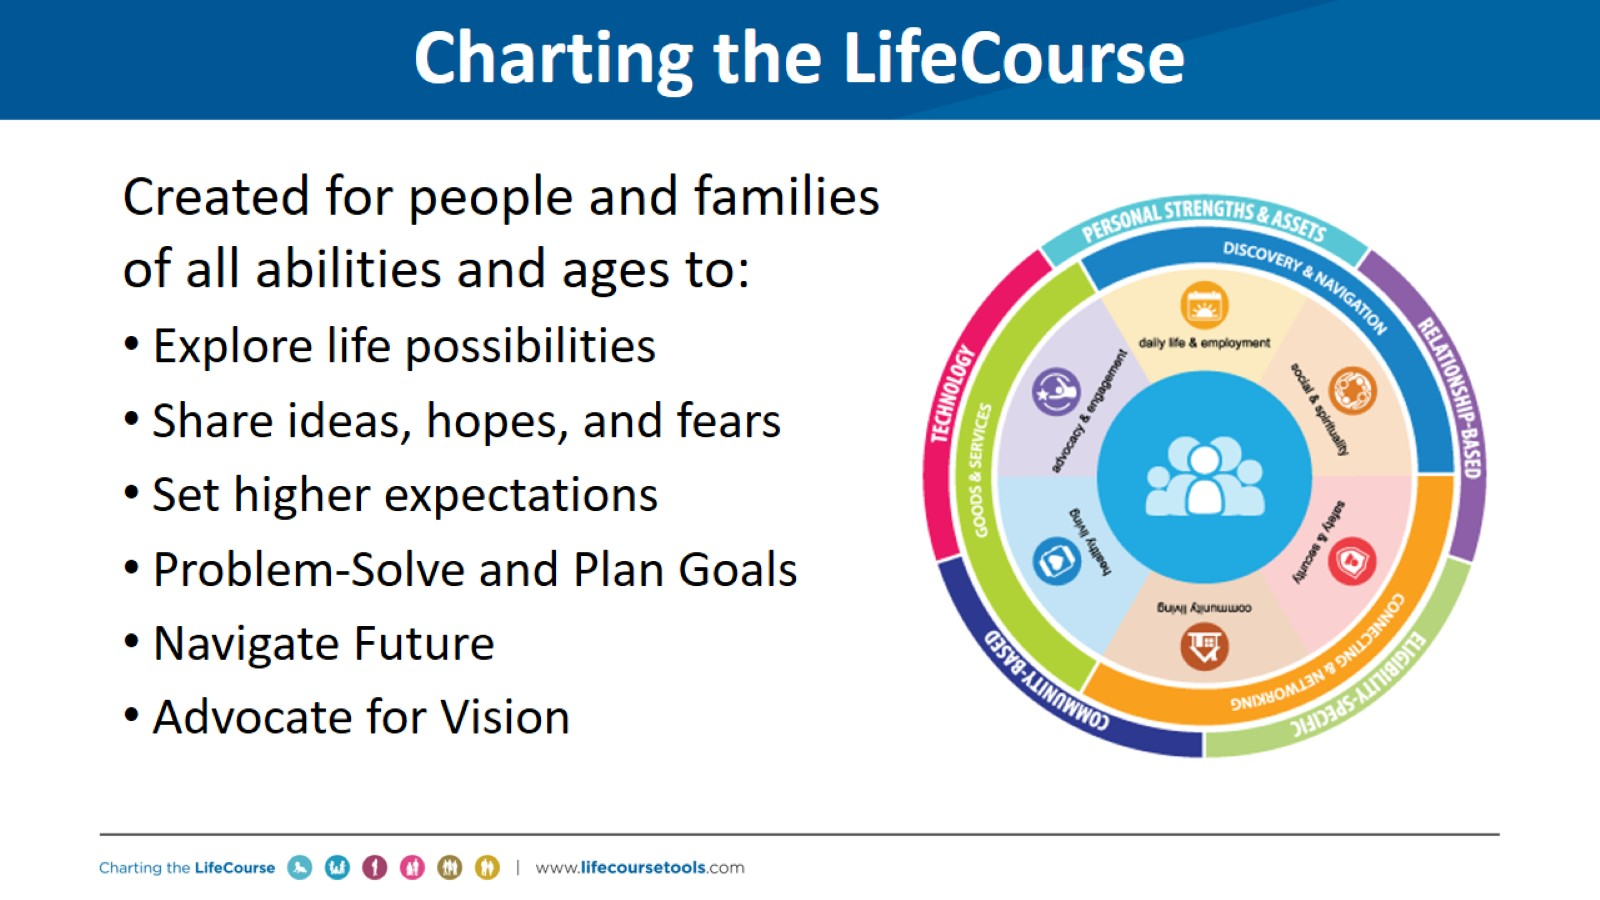 Charting the LifeCourse
Created for people and families
of all abilities and ages to:
• Explore life possibilities
• Share ideas, hopes, and fears
• Set higher expectations
• Problem-Solve and Plan Goals
• Navigate Future
• Advocate for Vision
PERSONAL STRENGTHS & ASSETS
RELATIONSHIP-BASED
ELIGIBILITY-SPECIFIC
COMMUNITY-BASED
TECHNOLOGY
DISCOVERY & NAVIGATION
CONNECTING & NETWORKING
GOODS & SERVICES
daily life & employment
social & spirituality
safety & security
community living
healthy living
advocacy & engagement
Charting the LifeCourse | www.lifecoursetools.com